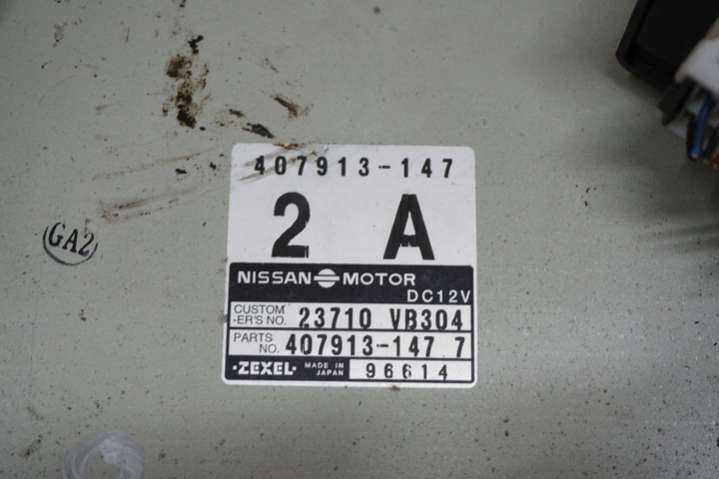 407913-147
2 A
GA2
NISSAN MOTOR
DC12V
CUSTOM
-ER'S NO. 23710 VB304
PARTS
NO. 407913-147 7
·ZEXEL· MADE IN
JAPAN 96614